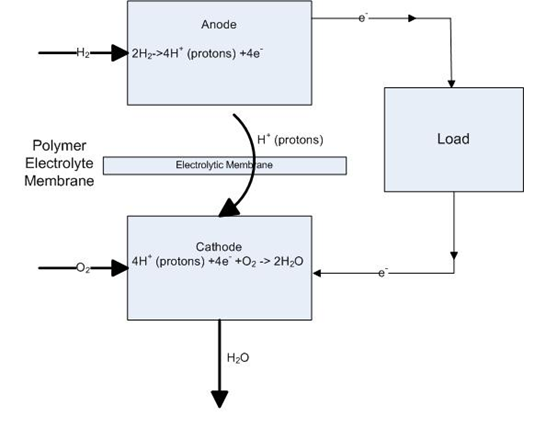 Anode
e⁻
H₂
2H₂->4H⁺ (protons) +4e⁻
H⁺ (protons)
Load
Polymer
Electrolyte
Membrane
Electrolytic Membrane
Cathode
4H⁺ (protons) +4e⁻ +O₂ -> 2H₂O
O₂
e⁻
H₂O